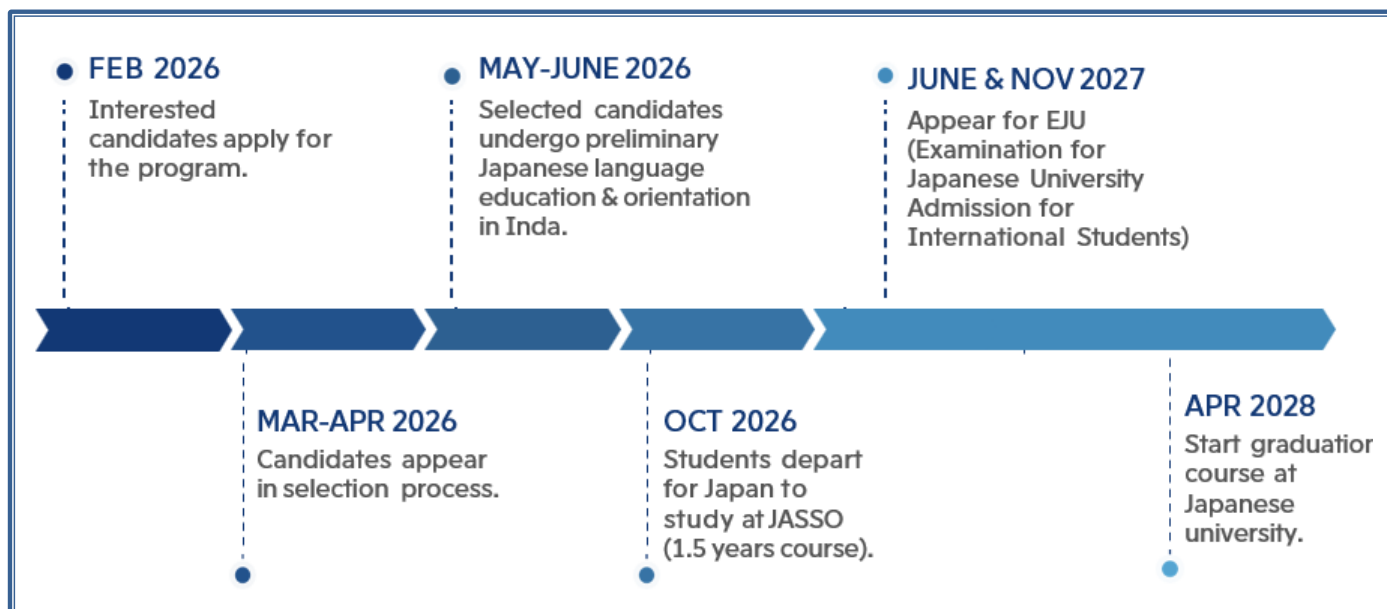 FEB 2026
Interested
candidates apply for
the program.
MAY-JUNE 2026
Selected candidates
undergo preliminary
Japanese language
education & orientation
in Inda.
JUNE & NOV 2027
Appear for EJU
(Examination for
Japanese University
Admission for
International Students)
MAR-APR 2026
Candidates appear
in selection process.
OCT 2026
Students depart
for Japan to
study at JASSO
(1.5 years course).
APR 2028
Start graduation
course at
Japanese
university.